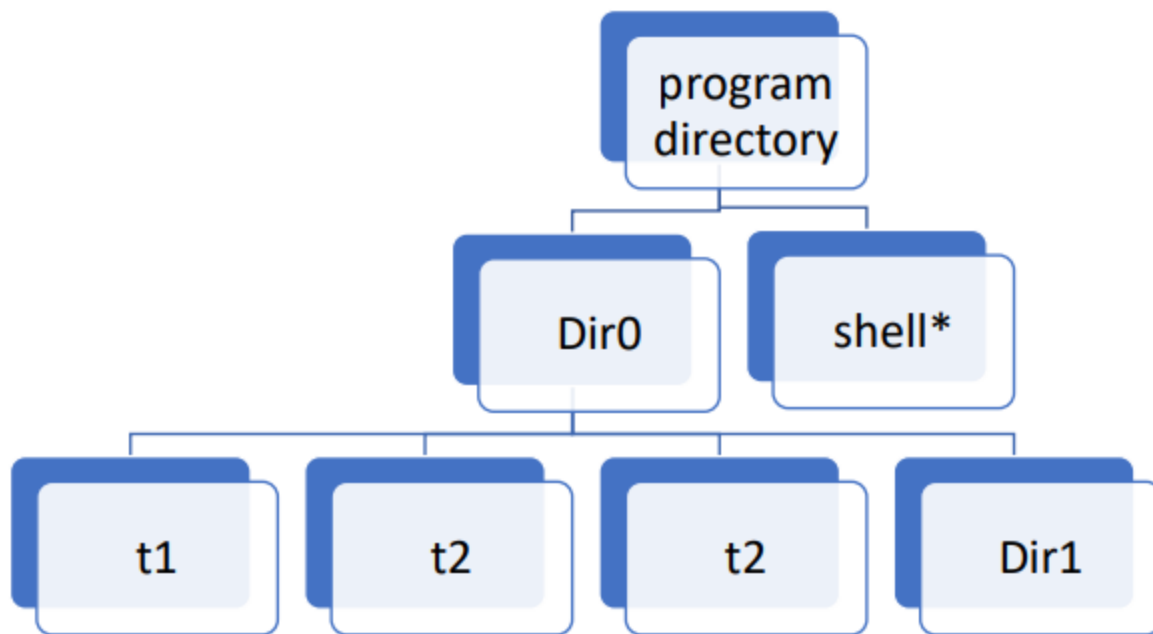 program
directory
Dir0
shell*
t1
t2
t2
Dir1